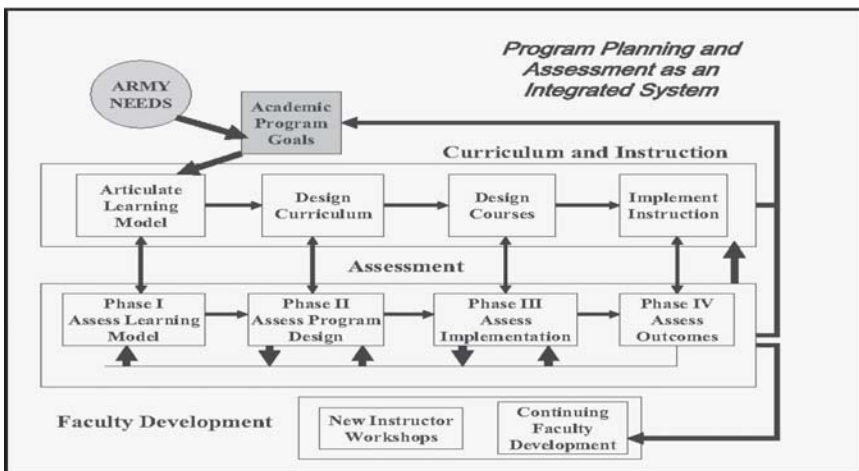 Program Planning and
Assessment as an
Integrated System
ARMY
NEEDS
Academic
Program
Goals
Curriculum and Instruction
Articulate
Learning
Model
Design
Curriculum
Design
Courses
Implement
Instruction
Assessment
Phase I
Assess Learning
Model
Phase II
Assess Program
Design
Phase III
Assess
Implementation
Phase IV
Assess
Outcomes
Faculty Development
New Instructor
Workshops
Continuing
Faculty
Development